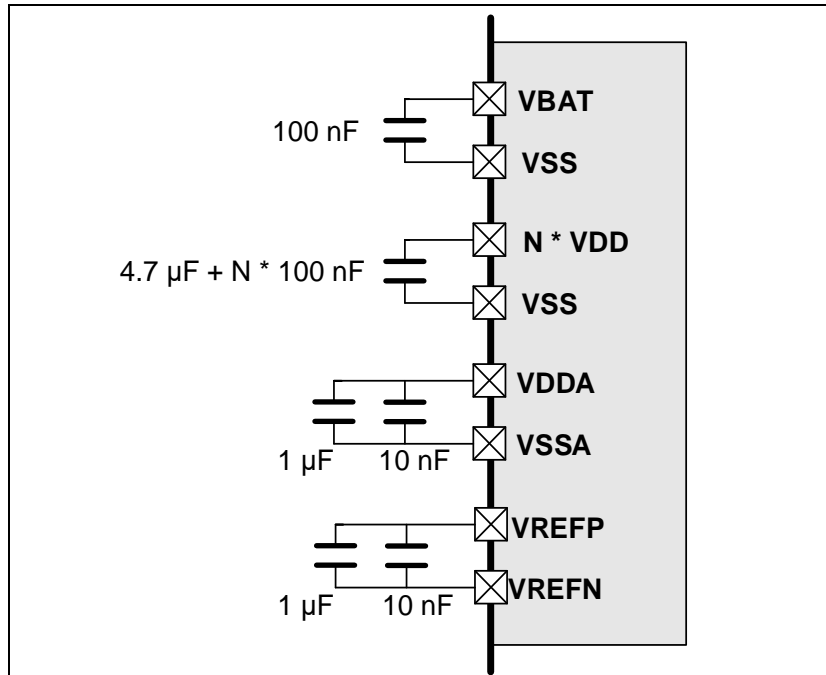 VBAT
100 nF
VSS
N * VDD
4.7 µF + N * 100 nF
VSS
VDDA
VSSA
1 µF
10 nF
VREFP
VREFN
1 µF
10 nF